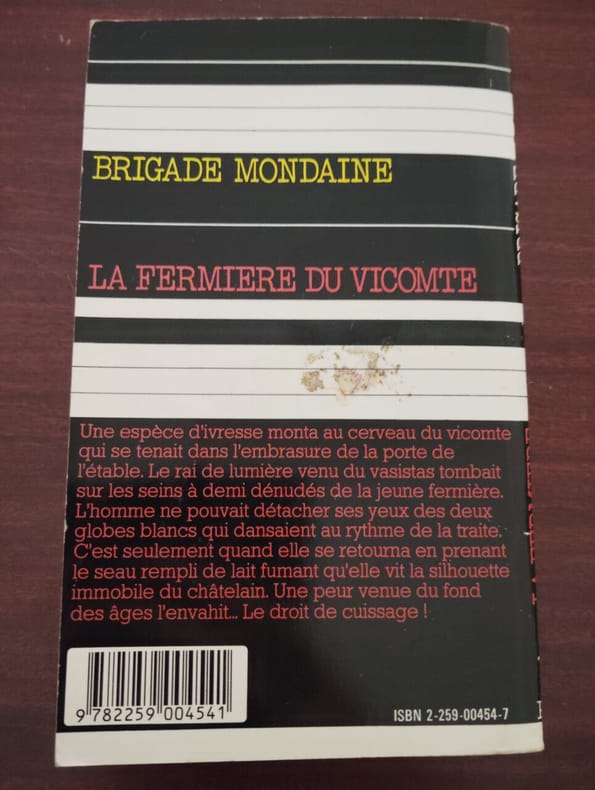 BRIGADE MONDAINE
LA FERMIERE DU VICOMTE
Une espèce d'ivresse monta au cerveau du vicomte
qui se tenait dans l'embrasure de la porte de
l'étable. Le rai de lumière venu du vasistas tombait
sur les seins à demi dénudés de la jeune fermière.
L'homme ne pouvait détacher ses yeux des deux
globes blancs qui dansaient au rythme de la traite.
C'est seulement quand elle se retourna en prenant
le seau rempli de lait fumant qu'elle vit la silhouette
immobile du châtelain. Une peur venue du fond
des âges l'envahit... Le droit de cuissage !
9 782259 004541
ISBN 2-259-00454-7